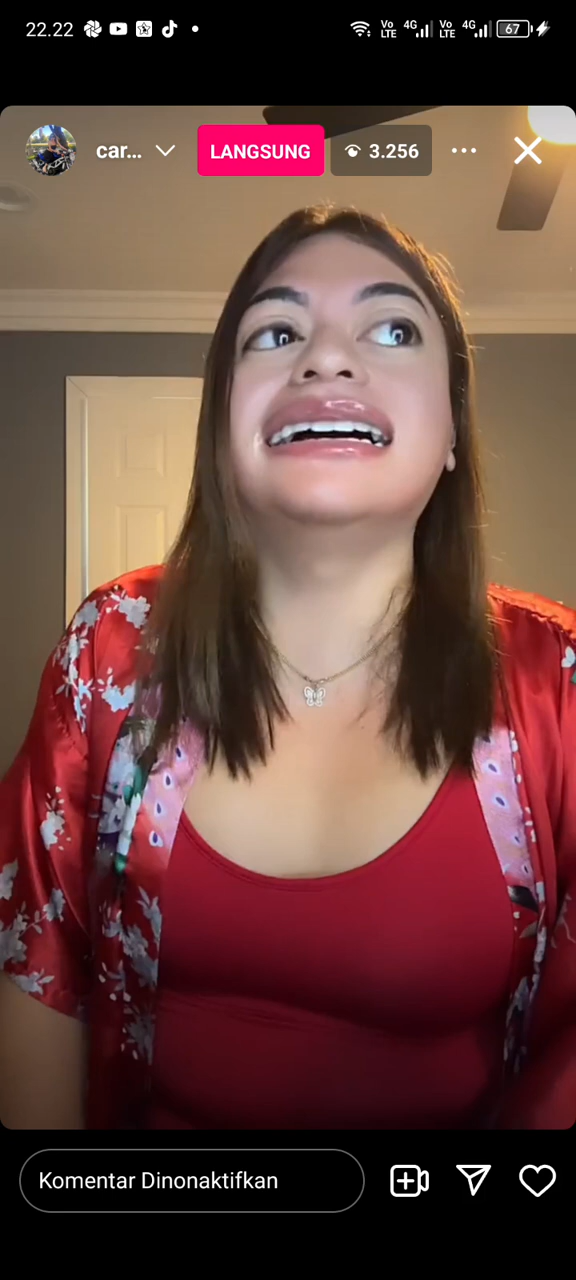 22.22 Vo LTE 4G Vo LTE 4G 67
car... LANGSUNG 3.256
Komentar Dinonaktifkan